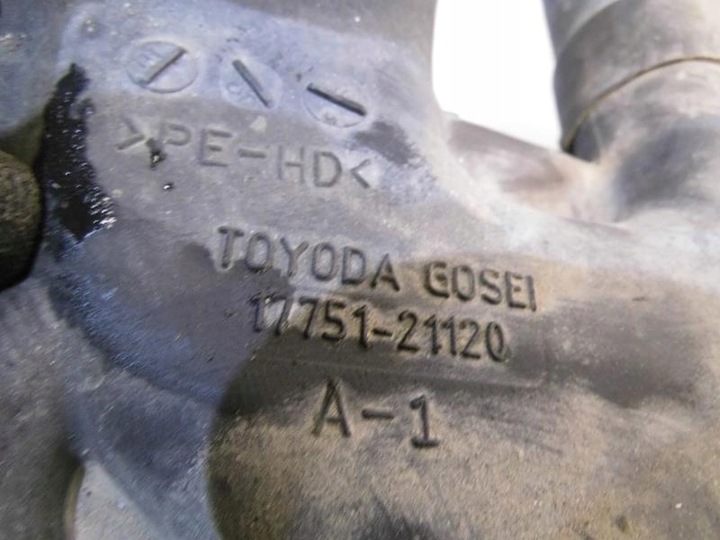 >PE-HD<
TOYODA GOSEI
17751-21120
A-1